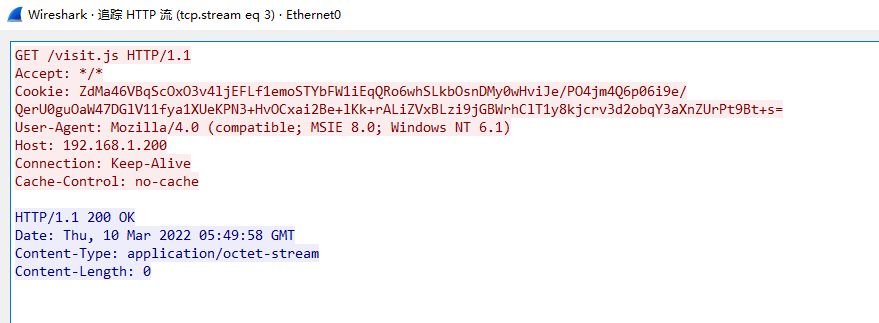 Wireshark · 追踪 HTTP 流 (tcp.stream eq 3) · Ethernet0
GET /visit.js HTTP/1.1
Accept: */*
Cookie: ZdMa46VBqScOxO3v4ljEFLf1emoSTYbFW1iEqQRo6whSLkbOsnDMy0wHviJe/PO4jm4Q6p06i9e/
QerU0guOaW47DGlV11fya1XUeKPN3+HvOCxai2Be+lKk+rALiZVxBLzi9jGBWrhClT1y8kjcrv3d2obqY3aXnZUrPt9Bt+s=
User-Agent: Mozilla/4.0 (compatible; MSIE 8.0; Windows NT 6.1)
Host: 192.168.1.200
Connection: Keep-Alive
Cache-Control: no-cache
HTTP/1.1 200 OK
Date: Thu, 10 Mar 2022 05:49:58 GMT
Content-Type: application/octet-stream
Content-Length: 0